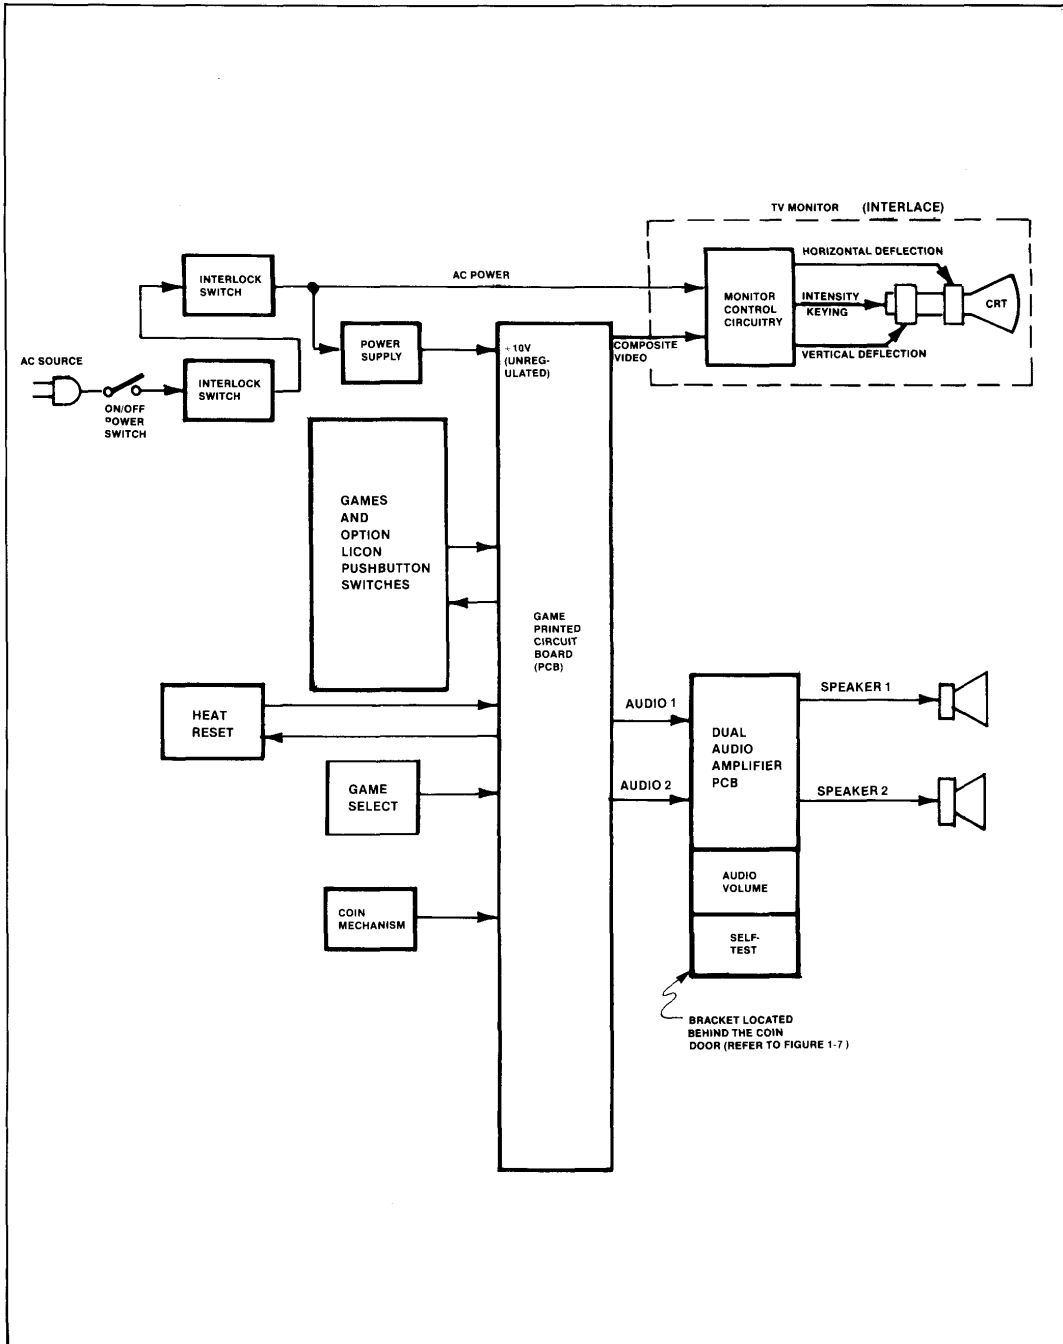 TV MONITOR (INTERLACE)
HORIZONTAL DEFLECTION
INTERLOCK
SWITCH
AC POWER
MONITOR
CONTROL
CIRCUITRY
INTENSITY
KEYING
CRT
VERTICAL DEFLECTION
COMPOSITE
VIDEO
POWER
SUPPLY
+10V
(UNREG-
ULATED)
AC SOURCE
INTERLOCK
SWITCH
ON/OFF
POWER
SWITCH
GAMES
AND
OPTION
LICON
PUSHBUTTON
SWITCHES
GAME
PRINTED
CIRCUIT
BOARD
(PCB)
HEAT
RESET
AUDIO 1
DUAL
AUDIO
AMPLIFIER
PCB
SPEAKER 1
GAME
SELECT
AUDIO 2
SPEAKER 2
AUDIO
VOLUME
COIN
MECHANISM
SELF-
TEST
BRACKET LOCATED
BEHIND THE COIN
DOOR (REFER TO FIGURE 1-7)